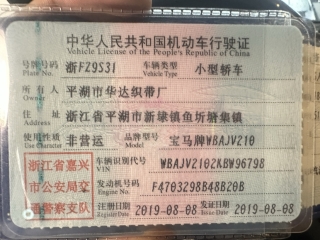 中华人民共和国机动车行驶证
Vehicle License of the People's Republic of China
号牌号码 浙FZ9S31 车辆类型 小型轿车
Plate No. Vehicle Type
所有人 平湖市华达织带厂
Owner
住址 浙江省平湖市新埭镇鱼圻塘集镇
Address
使用性质 非营运 品牌型号 宝马牌WBAJV210
Use Character Model
浙江省嘉兴 车辆识别代号 WBAJV2102KBW96798
VIN
市公安局交 发动机号码 F4703298B48B20B
Engine No.
通警察支队 注册日期 2019-08-08 发证日期 2019-08-08
Register Date Issue Date